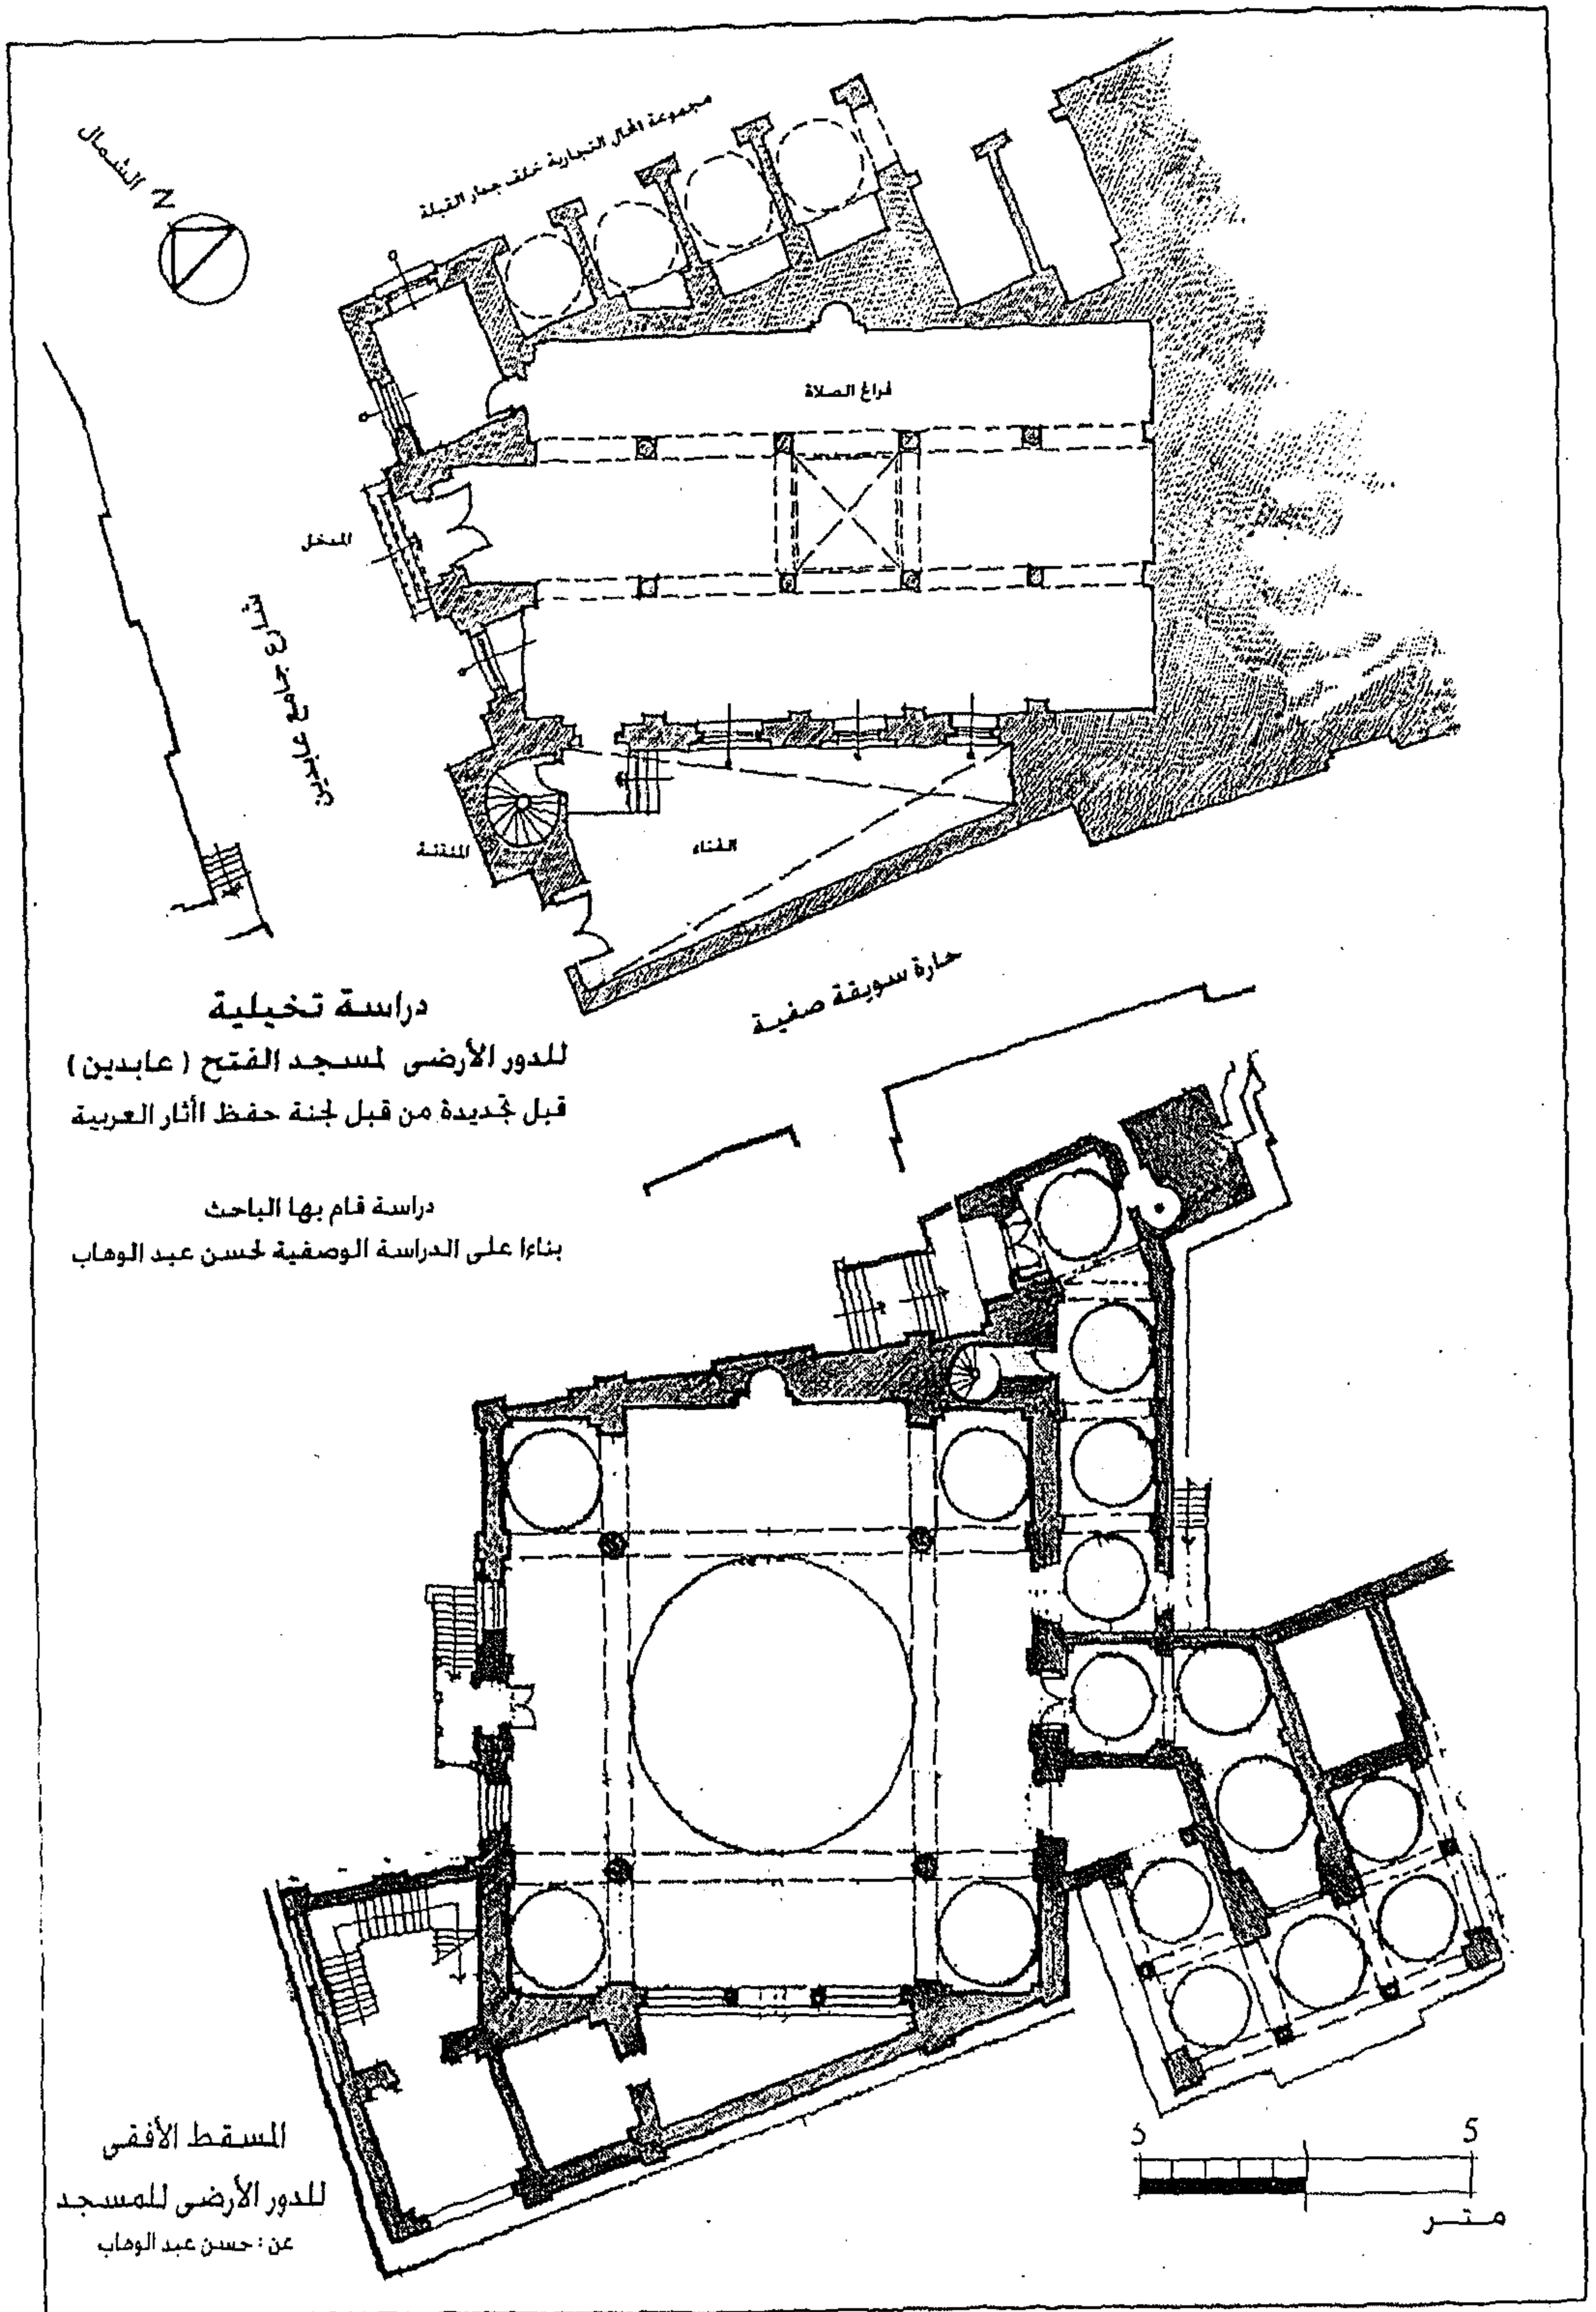 الشمال
N
مجموعة المحال التجارية خلف جدار القبلة
فراغ الصلاة
المدخل
شارع جامع عابدين
المئذنة
الفناء
حارة سويقة صفية
دراسة تخيلية
للدور الأرضى لمسجد الفتح (عابدين)
قبل تجديدة من قبل لجنة حفظ اأثار العربية
دراسة قام بها الباحث
بناءا على الدراسة الوصفية لحسن عبد الوهاب
المسقط الأفقى
للدور الأرضى للمسجد
عن: حسن عبد الوهاب
5 5
متر